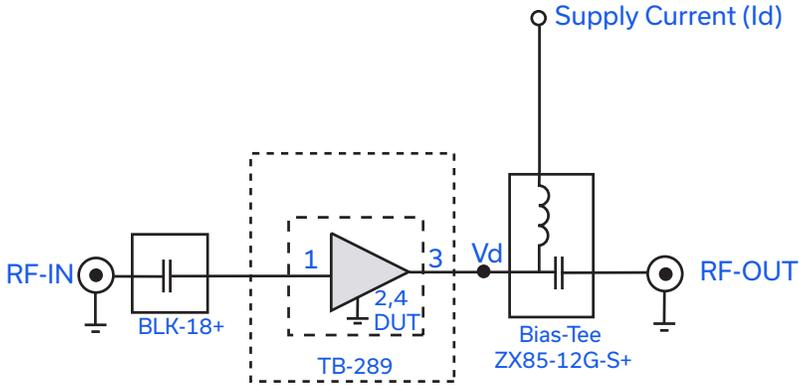 Supply Current (Id)
RF-IN
1
3
Vd
RF-OUT
2,4
DUT
BLK-18+
TB-289
Bias-Tee
ZX85-12G-S+